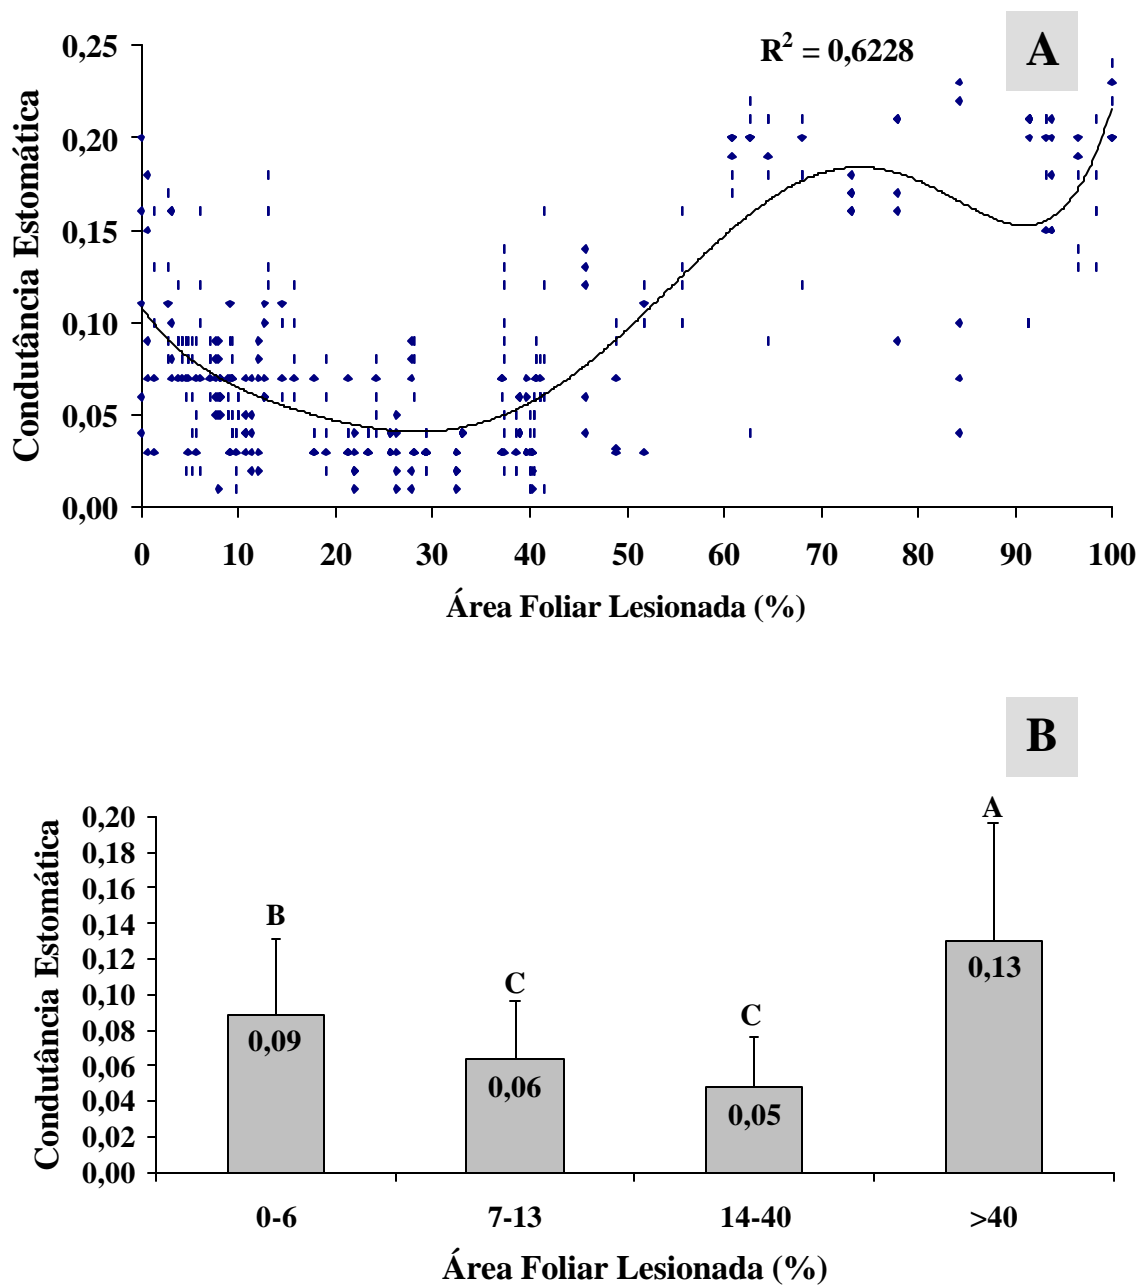 A
R² = 0,6228
0,25
0,20
0,15
0,10
0,05
0,00
Condutância Estomática
0 10 20 30 40 50 60 70 80 90 100
Área Foliar Lesionada (%)
B
0,20
0,18
0,16
0,14
0,12
0,10
0,08
0,06
0,04
0,02
0,00
Condutância Estomática
B
C
C
A
0,09
0,06
0,05
0,13
0-6 7-13 14-40 >40
Área Foliar Lesionada (%)